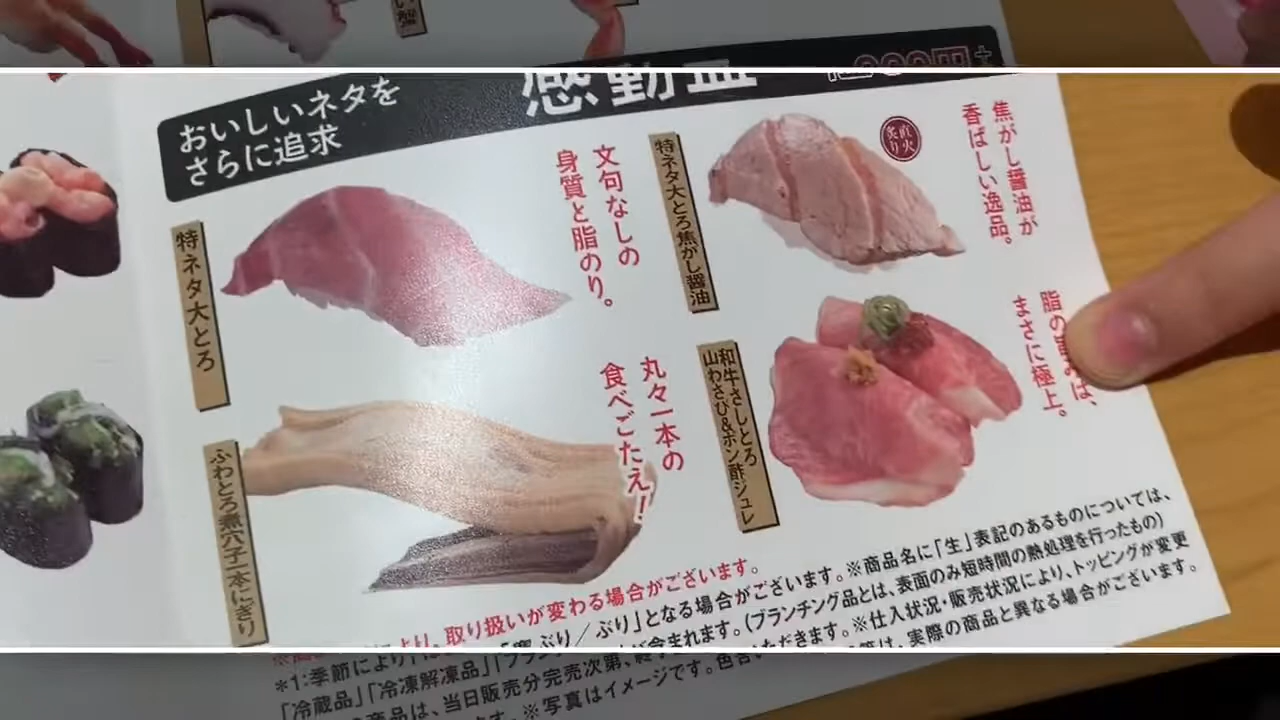 おいしいネタを
さらに追求
感動皿
特ネタ大とろ
文句なしの
身質と脂のり。
特ネタ大とろ焦がし醤油
直火
炙り
焦がし醤油が
香ばしい逸品。
ふわとろ煮穴子一本にぎり
丸々一本の
食べごたえ!
和牛さしとろ
山わさび&ポン酢ジュレ
脂の
まさに極上。
より、取り扱いが変わる場合がございます。
*1:季節により
ぶり/ぶり」となる場合がございます。※商品名に「生」表記のあるものについては、
「冷蔵品」「冷凍解凍品」
が含まれます。(ブランチング品とは、表面のみ短時間の熱処理を行ったもの)
商品は、当日販売分完売次第、
いただきます。※仕入状況・販売状況により、トッピングが変更
※写真はイメージです。
は、実際の商品と異なる場合がございます。